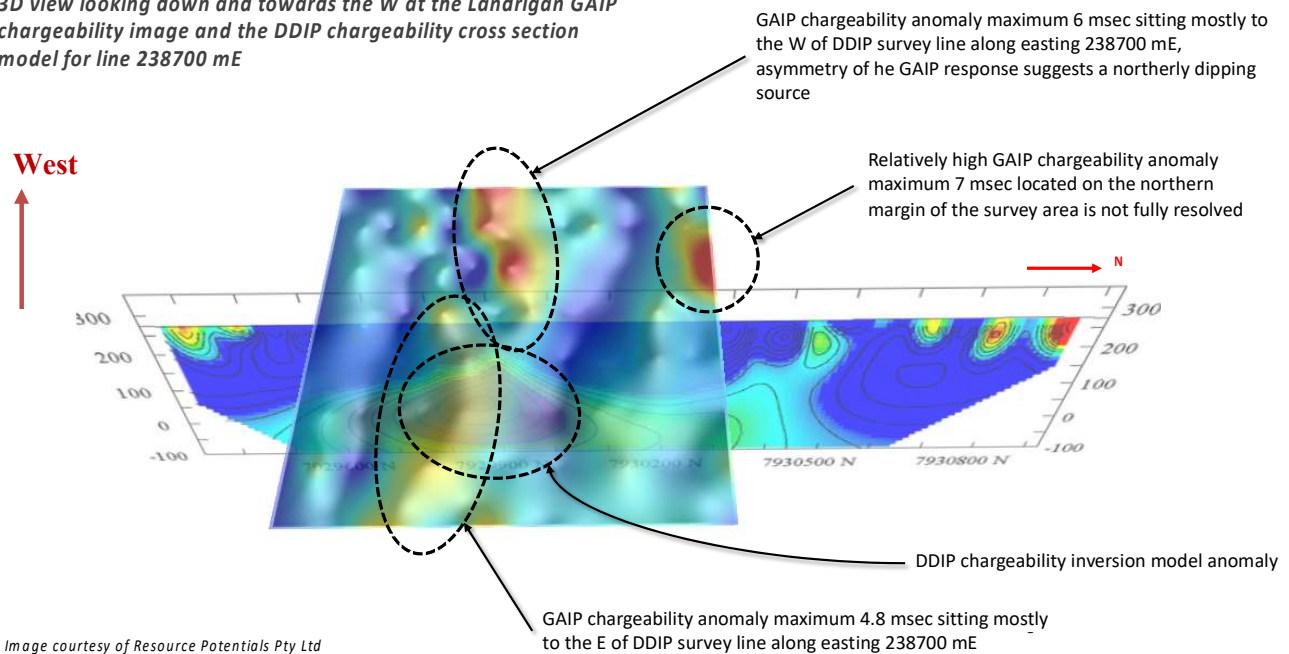 3D view looking down and towards the W at the Lanarigan GAIP
chargeability image and the DDIP chargeability cross section
model for line 238700 mE
GAIP chargeability anomaly maximum 6 msec sitting mostly to
the W of DDIP survey line along easting 238700 mE,
asymmetry of he GAIP response suggests a northerly dipping
source
West
Relatively high GAIP chargeability anomaly
maximum 7 msec located on the northern
margin of the survey area is not fully resolved
N
300
200
100
0
-100
300
200
100
0
-100
7929600 N
7929900 N
7930200 N
7930500 N
7930800 N
DDIP chargeability inversion model anomaly
GAIP chargeability anomaly maximum 4.8 msec sitting mostly
to the E of DDIP survey line along easting 238700 mE
Image courtesy of Resource Potentials Pty Ltd